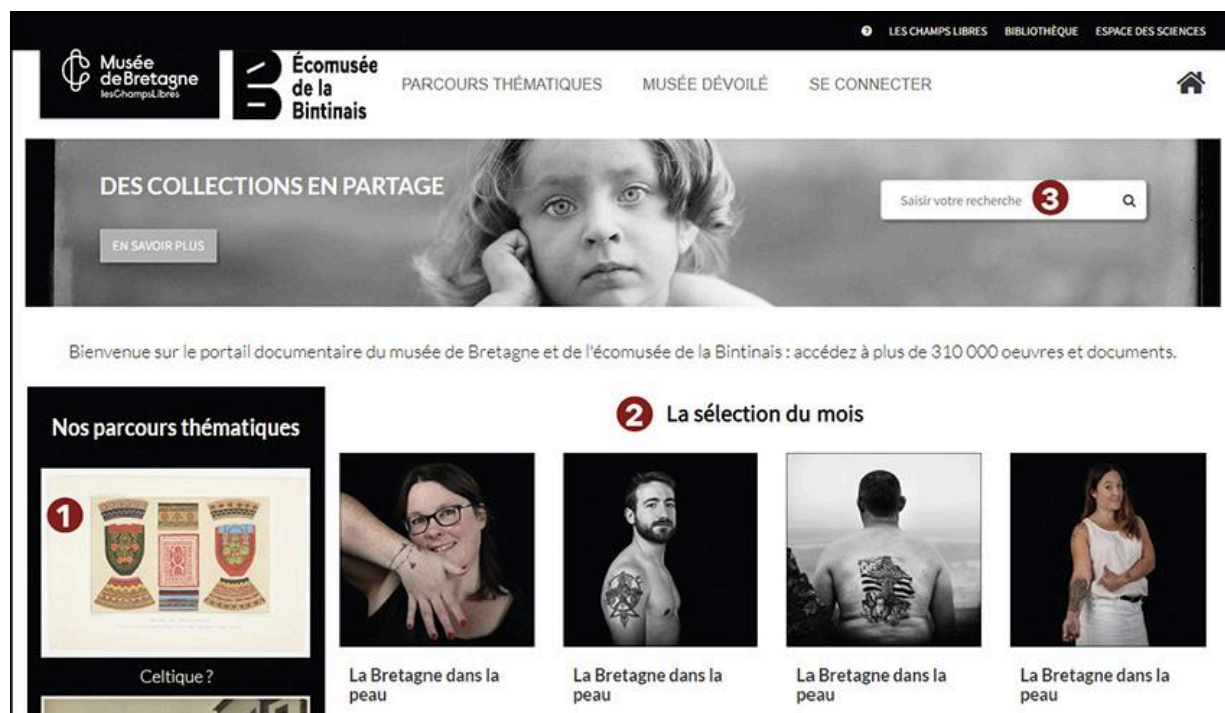 ? LES CHAMPS LIBRES BIBLIOTHÈQUE ESPACE DES SCIENCES
Musée
deBretagne
lesChampsLibres
Écomusée
de la
Bintinais
PARCOURS THÉMATIQUES MUSÉE DÉVOILÉ SE CONNECTER
DES COLLECTIONS EN PARTAGE
EN SAVOIR PLUS
Saisir votre recherche 3
Bienvenue sur le portail documentaire du musée de Bretagne et de l'écomusée de la Bintinais : accédez à plus de 310 000 oeuvres et documents.
Nos parcours thématiques
1
Celtique ?
2 La sélection du mois
La Bretagne dans la
peau
La Bretagne dans la
peau
La Bretagne dans la
peau
La Bretagne dans la
peau